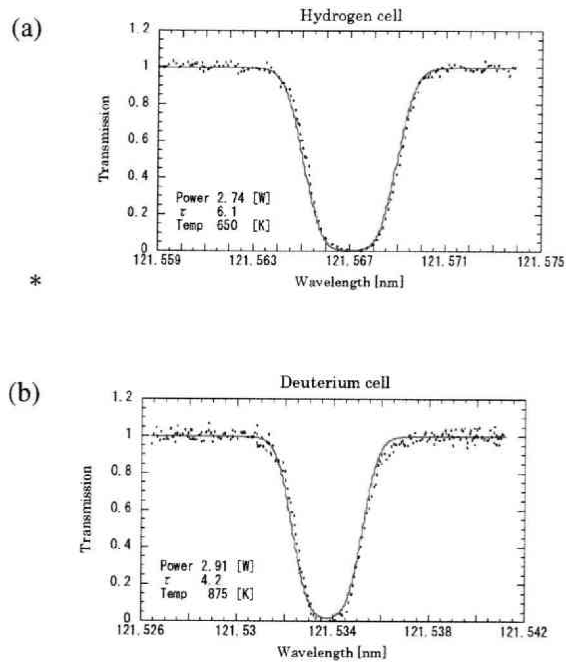 (a)
Hydrogen cell
1.2
1
0.8
0.6
0.4
0.2
0
Transmission
Power 2.74 [W]
τ 6.1
Temp 650 [K]
121.559 121.563 121.567 121.571 121.575
Wavelength [nm]
*
(b)
Deuterium cell
1.2
1
0.8
0.6
0.4
0.2
0
Transmission
Power 2.91 [W]
τ 4.2
Temp 875 [K]
121.526 121.53 121.534 121.538 121.542
Wavelength [nm]